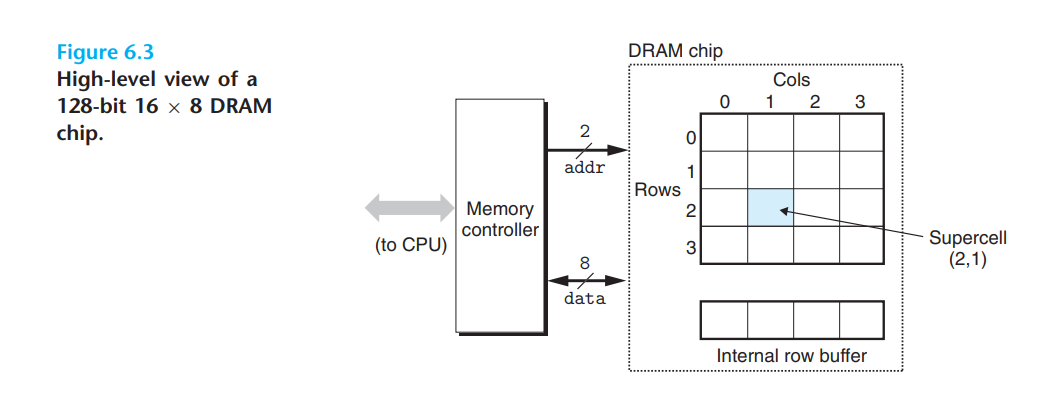 Figure 6.3
High-level view of a
128-bit 16 × 8 DRAM
chip.
DRAM chip
Cols
0 1 2 3
2
addr
0
1
Rows
2
3
Memory
controller
(to CPU)
Supercell
(2,1)
8
data
Internal row buffer